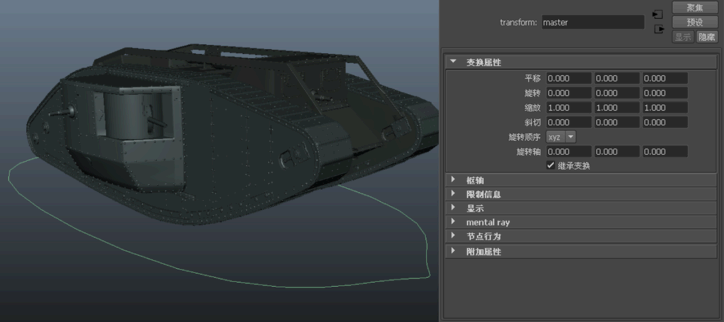 聚焦
transform: master
预设
显示 隐藏
变换属性
平移 0.000 0.000 0.000
旋转 0.000 0.000 0.000
缩放 1.000 1.000 1.000
斜切 0.000 0.000 0.000
旋转顺序 xyz
旋转轴 0.000 0.000 0.000
继承变换
枢轴
限制信息
显示
mental ray
节点行为
附加属性